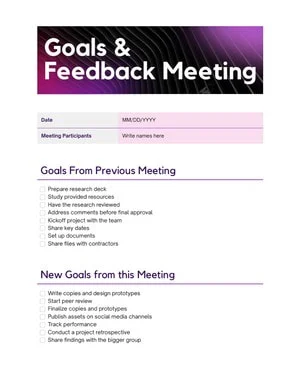 Goals &
Feedback Meeting
Date
MM/DD/YYYY
Meeting Participants
Write names here
Goals From Previous Meeting
Prepare research deck
Study provided resources
Have the research reviewed
Address comments before final approval
Kickoff project with the team
Share key dates
Set up documents
Share files with contractors
New Goals from this Meeting
Write copies and design prototypes
Start peer review
Finalize copies and prototypes
Publish assets on social media channels
Track performance
Conduct a project retrospective
Share findings with the bigger group